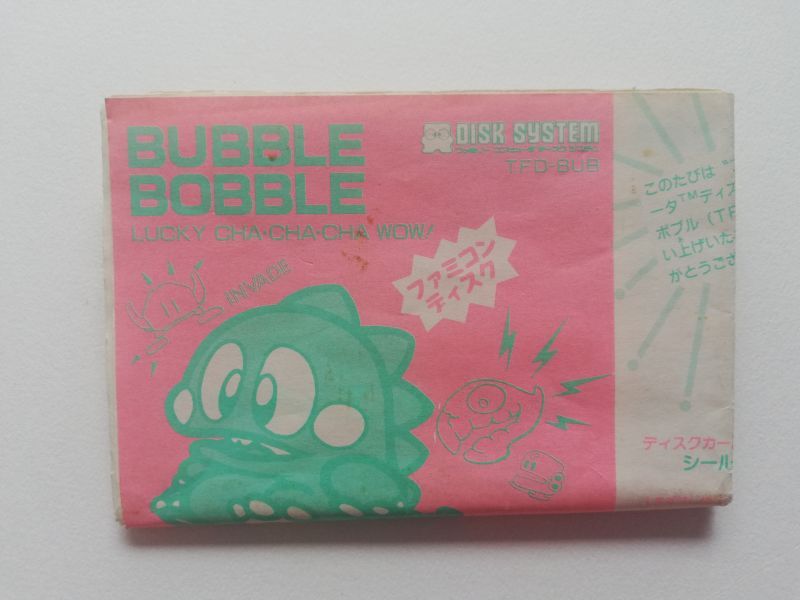 BUBBLE
BOBBLE
LUCKY CHA·CHA·CHA WOW!
DISK SYSTEM
TFD-BUB
INVADE
ファミコン
ディスク
このたびは
ータ™ディス
ボブル(TF
い上げいた
がとうござ
ディスクカー
シール